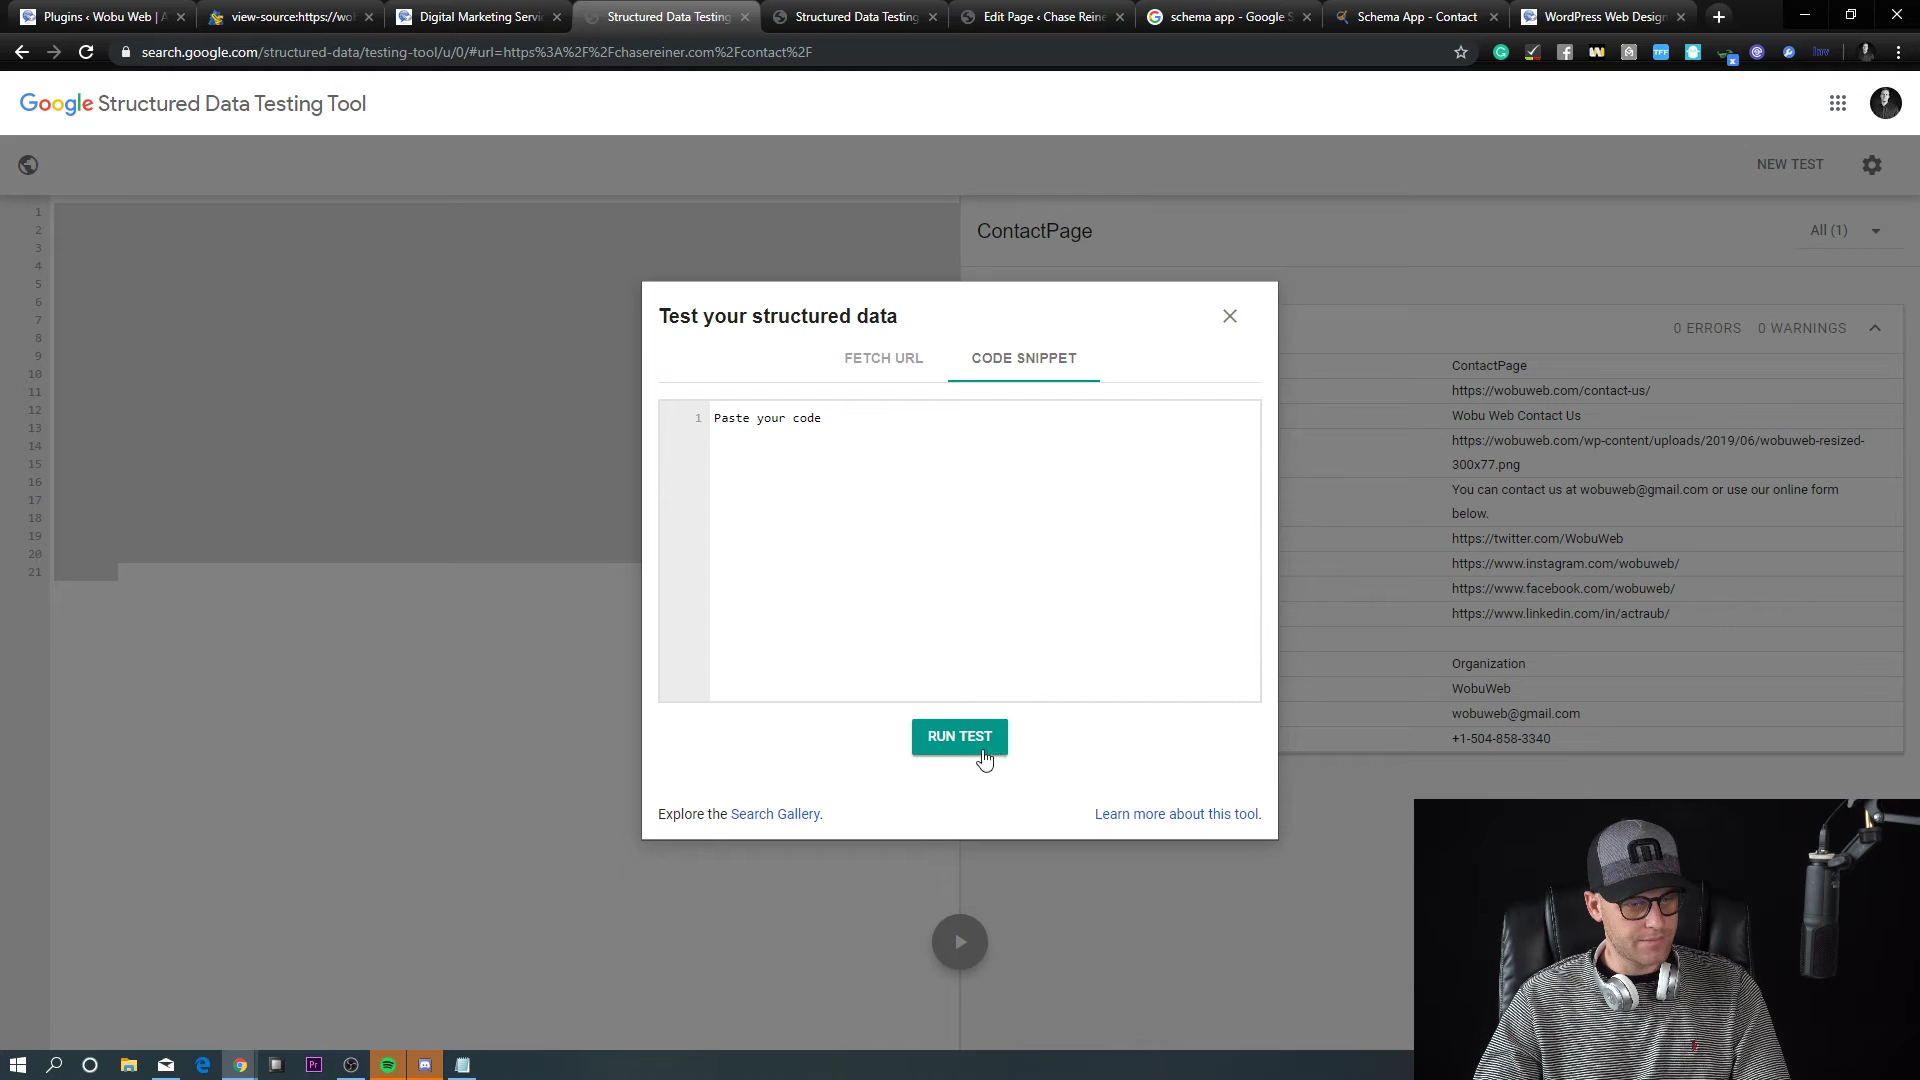 Plugins ‹ Wobu Web | A
view-source:https://wo
Digital Marketing Servi
Structured Data Testing
Structured Data Testing
Edit Page ‹ Chase Reine
schema app - Google S
Schema App - Contact
WordPress Web Design
search.google.com/structured-data/testing-tool/u/0/#url=https%3A%2F%2Fchasereiner.com%2Fcontact%2F
TFF
Inv
Google Structured Data Testing Tool
NEW TEST
1
2
3
4
5
6
7
8
9
10
11
12
13
14
15
16
17
18
19
20
21
ContactPage
All (1)
0 ERRORS 0 WARNINGS
ContactPage
https://wobuweb.com/contact-us/
Wobu Web Contact Us
https://wobuweb.com/wp-content/uploads/2019/06/wobuweb-resized-
300x77.png
You can contact us at wobuweb@gmail.com or use our online form
below.
https://twitter.com/WobuWeb
https://www.instagram.com/wobuweb/
https://www.facebook.com/wobuweb/
https://www.linkedin.com/in/actraub/
Organization
WobuWeb
wobuweb@gmail.com
+1-504-858-3340
Test your structured data
FETCH URL
CODE SNIPPET
1 Paste your code
RUN TEST
Explore the Search Gallery.
Learn more about this tool.
Pr